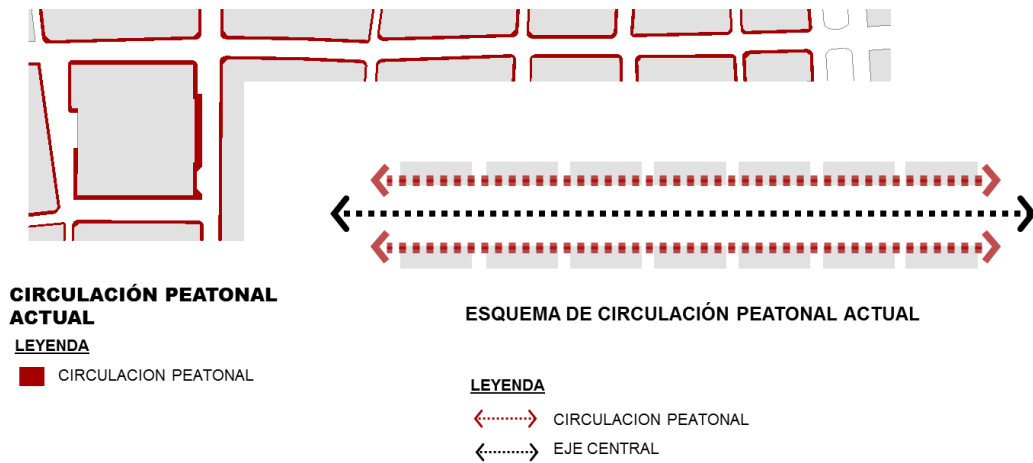 CIRCULACIÓN PEATONAL
ACTUAL
LEYENDA
CIRCULACION PEATONAL
ESQUEMA DE CIRCULACIÓN PEATONAL ACTUAL
LEYENDA
CIRCULACION PEATONAL
EJE CENTRAL